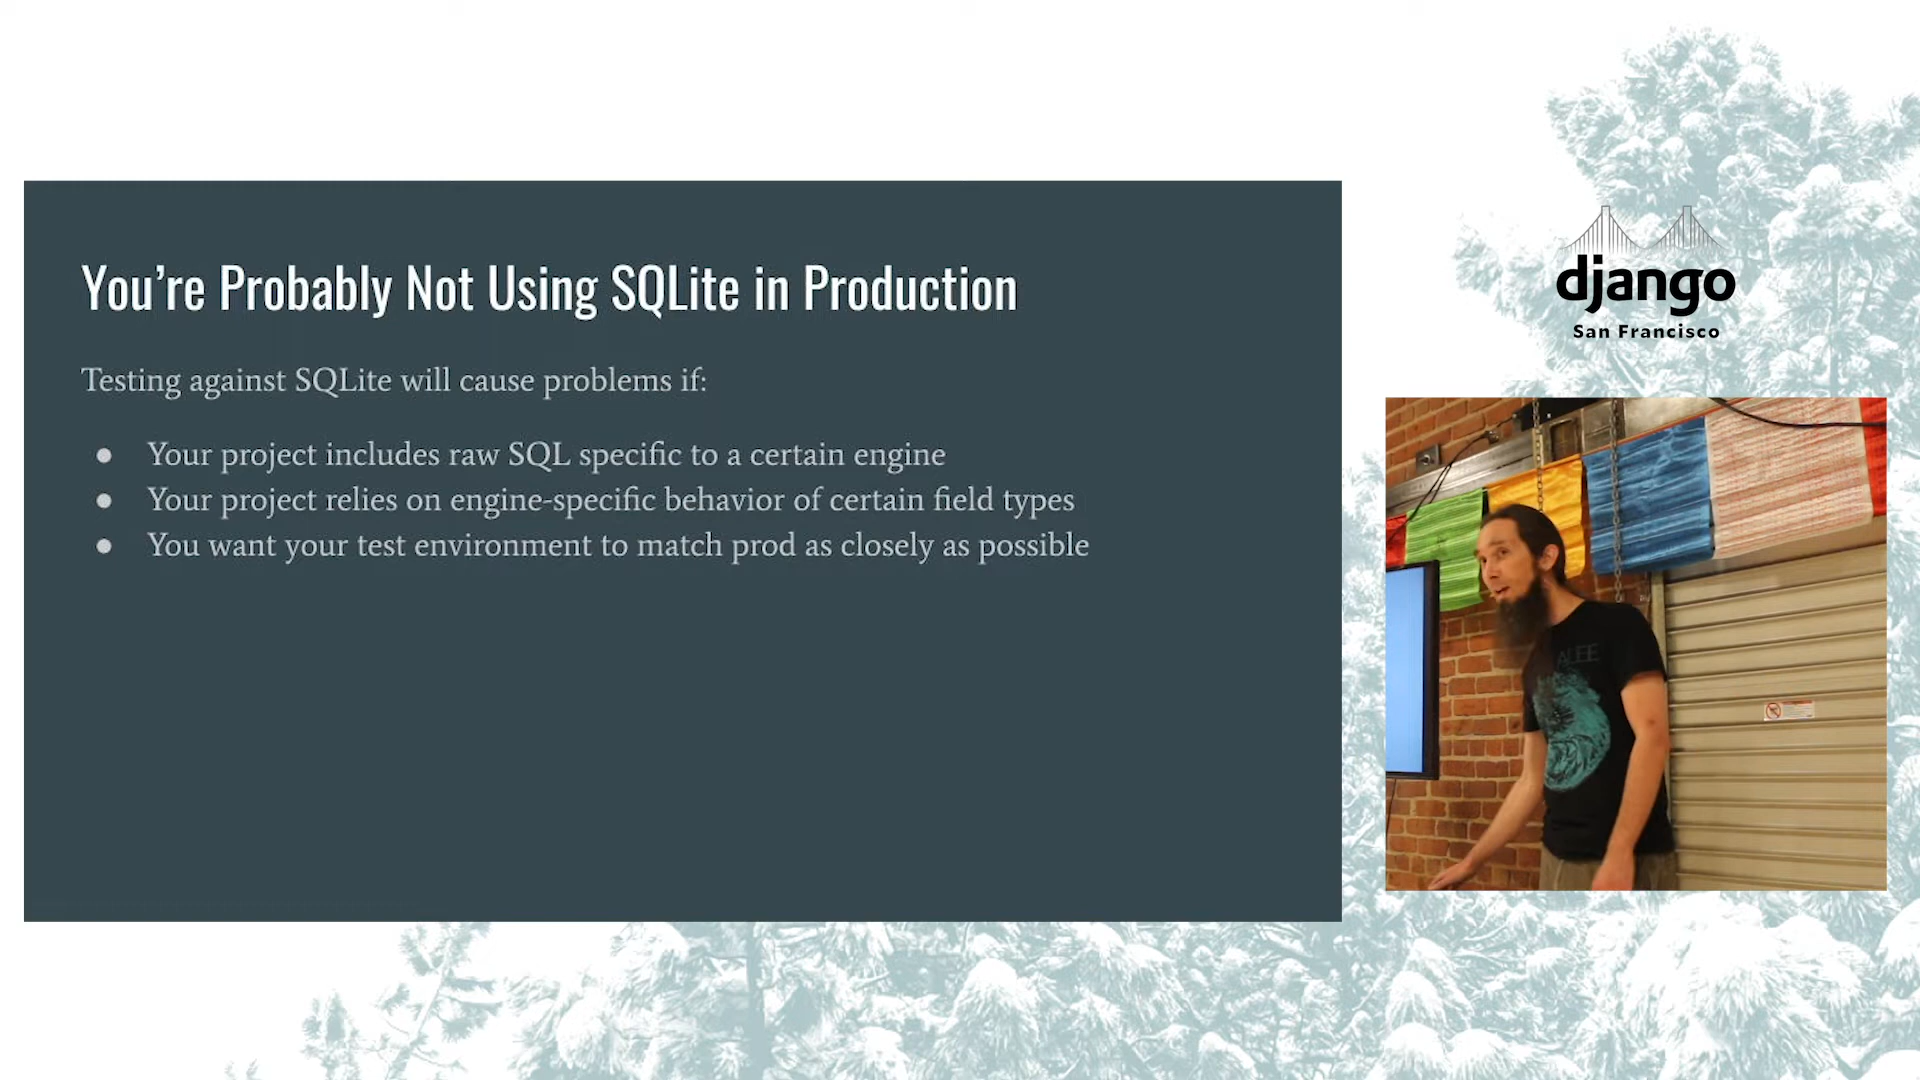 You’re Probably Not Using SQLite in Production
Testing against SQLite will cause problems if:
● Your project includes raw SQL specific to a certain engine
● Your project relies on engine-specific behavior of certain field types
● You want your test environment to match prod as closely as possible
django
San Francisco